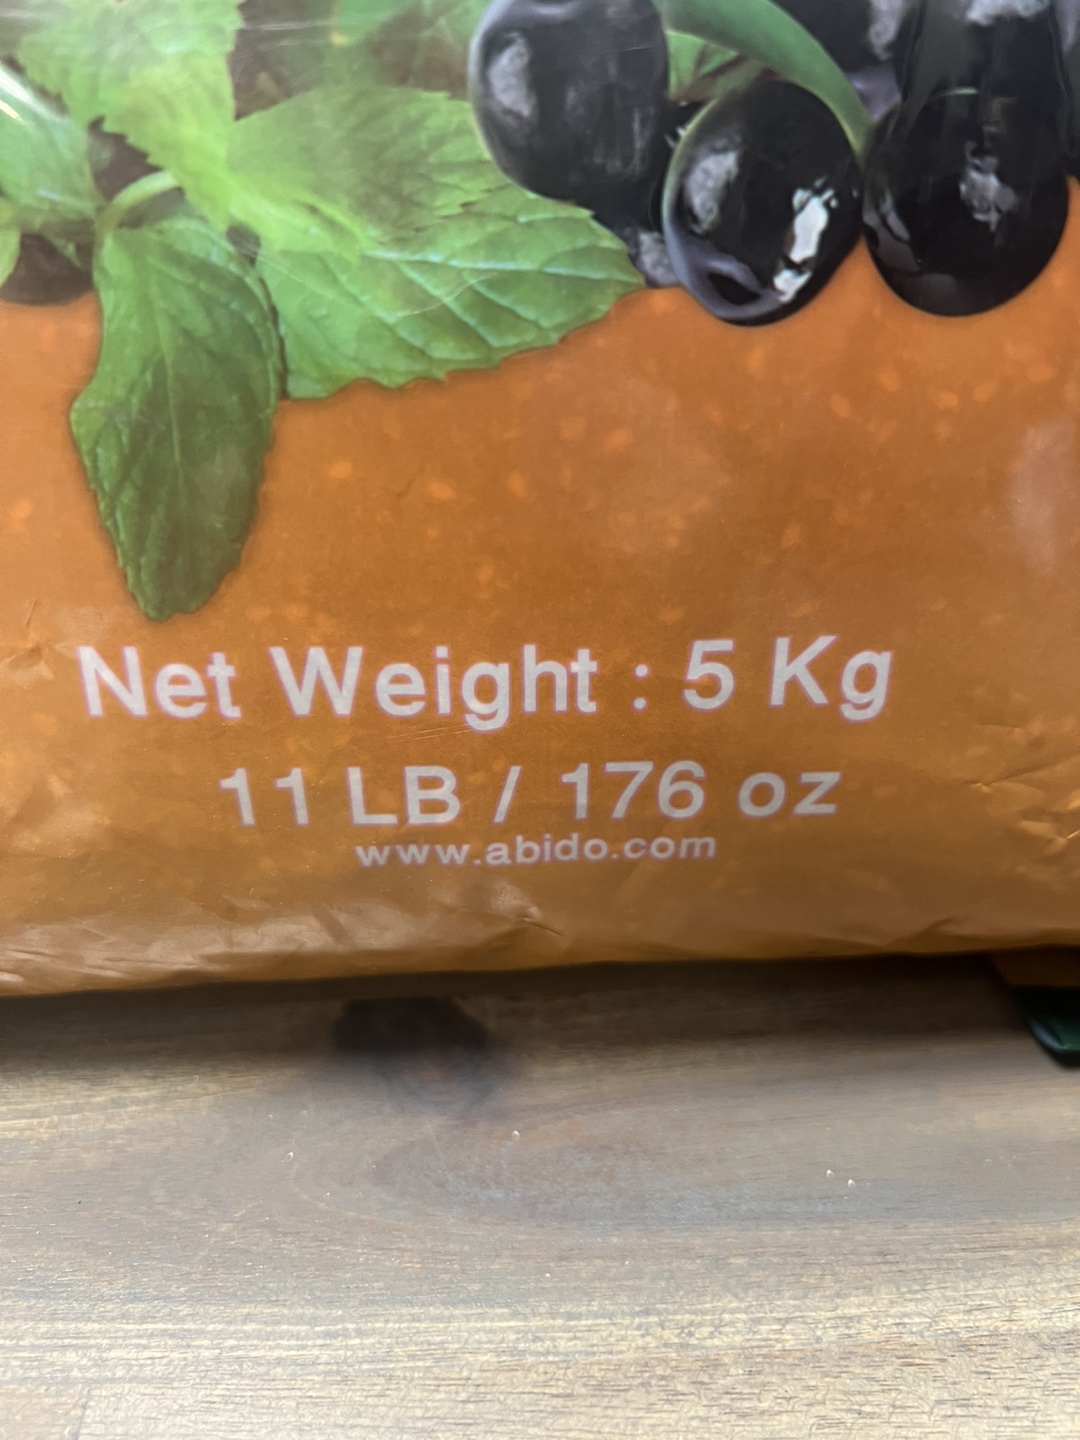 Net Weight : 5 Kg
11 LB / 176 oz
www.abido.com